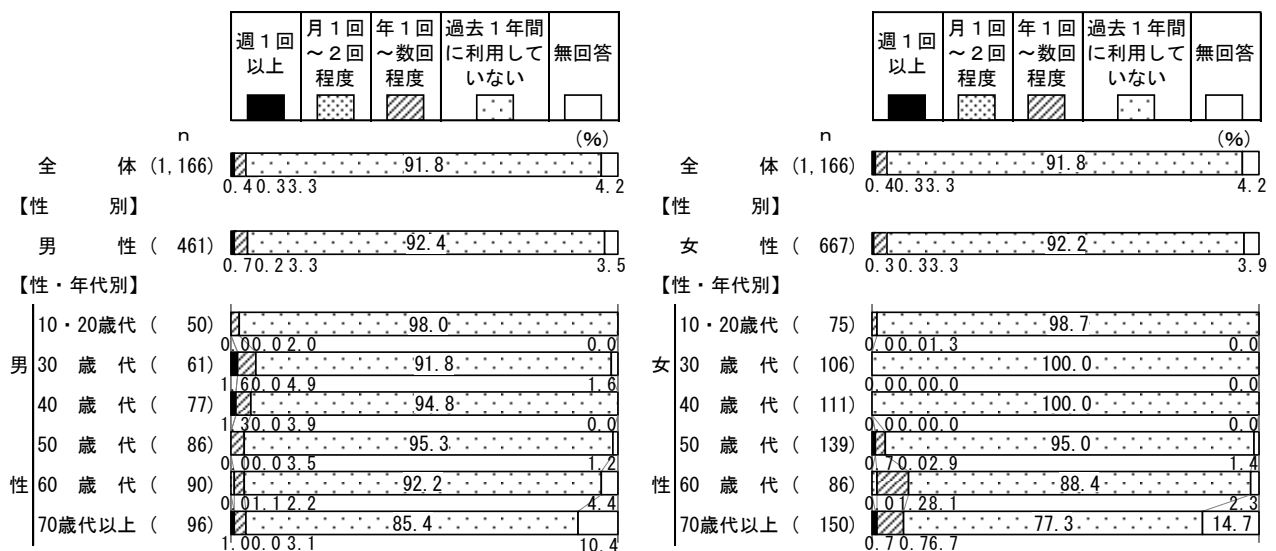 週1回以上 月1回～2回程度 年1回～数回程度 過去1年間に利用していない 無回答
n (%)
全体 (1,166) 91.8
0.4 0.3 3.3 4.2
【性別】
男性 ( 461) 92.4
0.7 0.2 3.3 3.5
【性・年代別】
男性
10・20歳代 ( 50) 98.0
0.0 0.0 2.0 0.0
30歳代 ( 61) 91.8
1.6 0.0 4.9 1.6
40歳代 ( 77) 94.8
1.3 0.0 3.9 0.0
50歳代 ( 86) 95.3
0.0 0.0 3.5 1.2
60歳代 ( 90) 92.2
0.0 1.1 2.2 4.4
70歳代以上 ( 96) 85.4
1.0 0.0 3.1 10.4
週1回以上 月1回～2回程度 年1回～数回程度 過去1年間に利用していない 無回答
n (%)
全体 (1,166) 91.8
0.4 0.3 3.3 4.2
【性別】
女性 ( 667) 92.2
0.3 0.3 3.3 3.9
【性・年代別】
女性
10・20歳代 ( 75) 98.7
0.0 0.0 1.3 0.0
30歳代 ( 106) 100.0
0.0 0.0 0.0 0.0
40歳代 ( 111) 100.0
0.0 0.0 0.0 0.0
50歳代 ( 139) 95.0
0.7 0.0 2.9 1.4
60歳代 ( 86) 88.4
0.0 1.2 8.1 2.3
70歳代以上 ( 150) 77.3 14.7
0.7 0.7 6.7